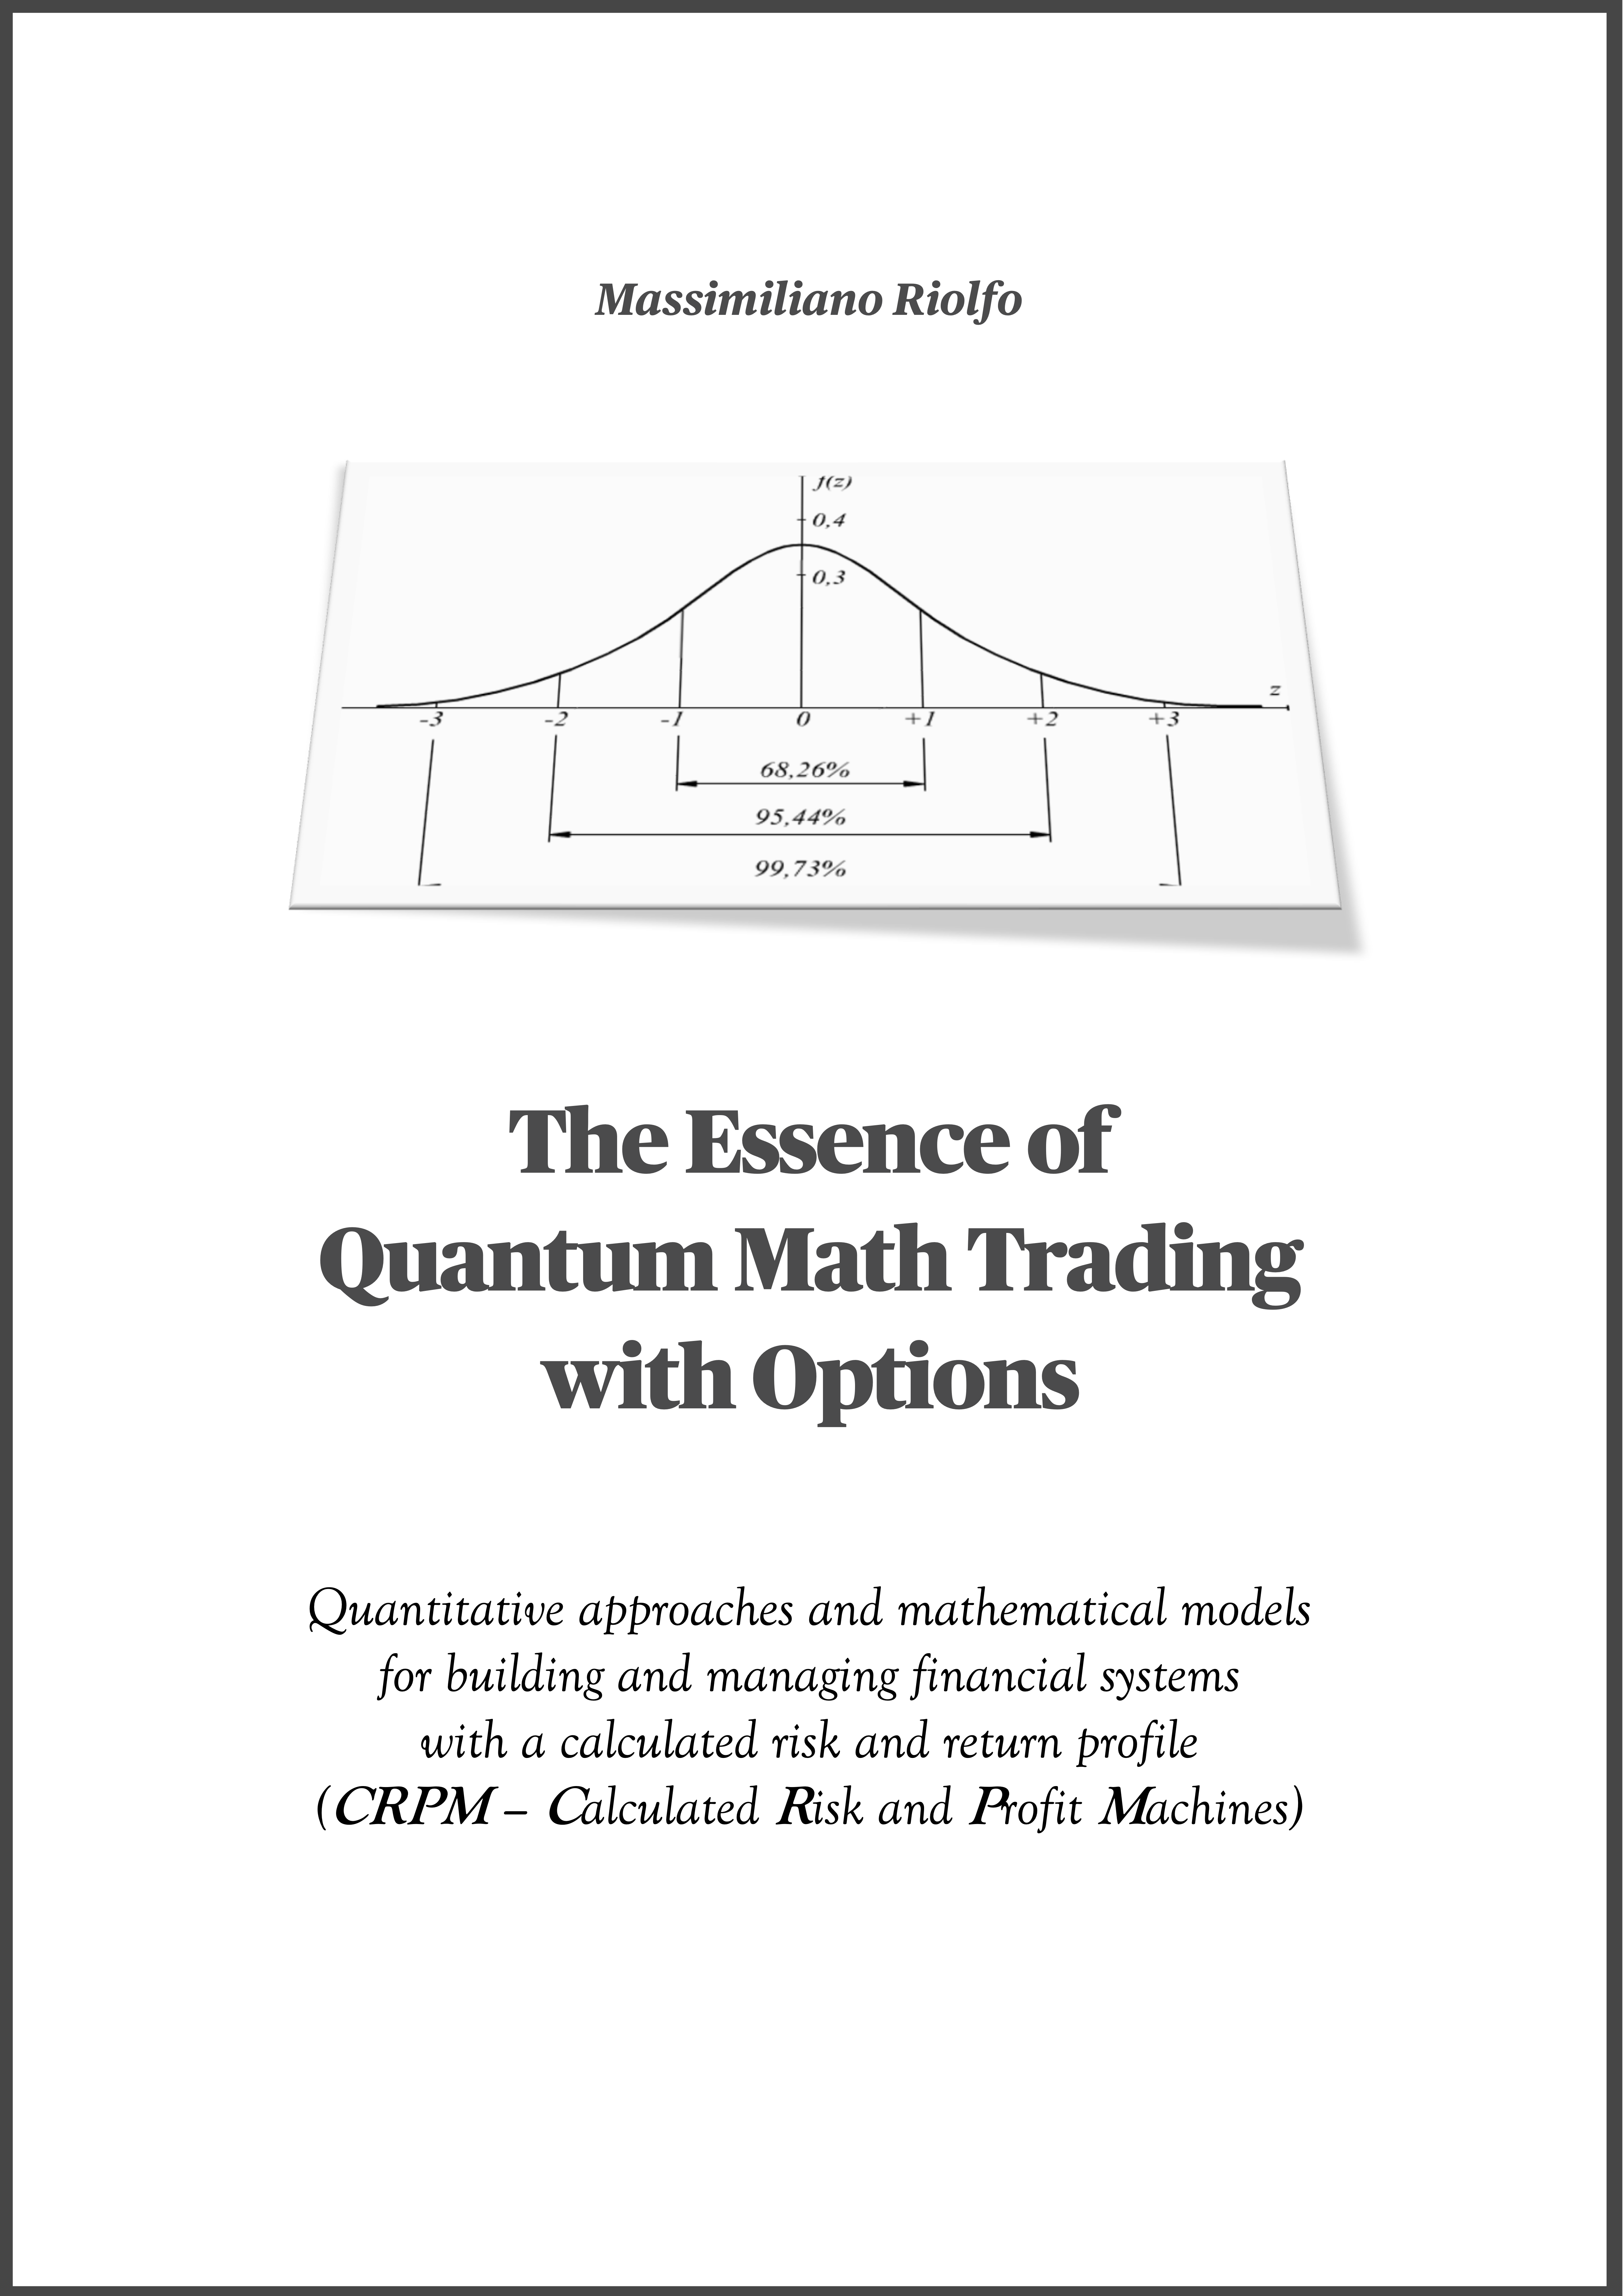 Massimiliano Riolfo
f(z)
0,4
0,3
z
-3 -2 -1 0 +1 +2 +3
68,26%
95,44%
99,73%
The Essence of
Quantum Math Trading
with Options
Quantitative approaches and mathematical models
for building and managing financial systems
with a calculated risk and return profile
(CRPM – Calculated Risk and Profit Machines)